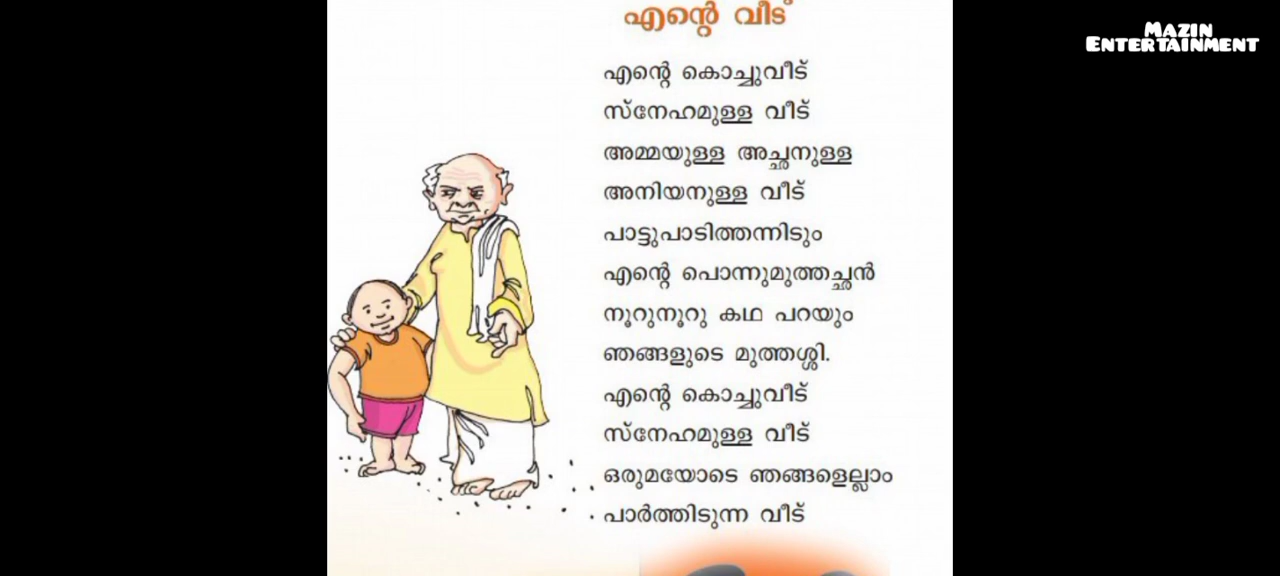 എന്റെ വീട്
MAZIN
ENTERTAINMENT
എന്റെ കൊച്ചുവീട്
സ്നേഹമുള്ള വീട്
അമ്മയുള്ള അച്ഛനുള്ള
അനിയനുള്ള വീട്
പാട്ടുപാടിത്തന്നിടും
എന്റെ പൊന്നുമുത്തച്ഛൻ
നൂറുനൂറു കഥ പറയും
ഞങ്ങളുടെ മുത്തശ്ശി.
എന്റെ കൊച്ചുവീട്
സ്നേഹമുള്ള വീട്
ഒരുമയോടെ ഞങ്ങളെല്ലാം
പാർത്തിടുന്ന വീട്